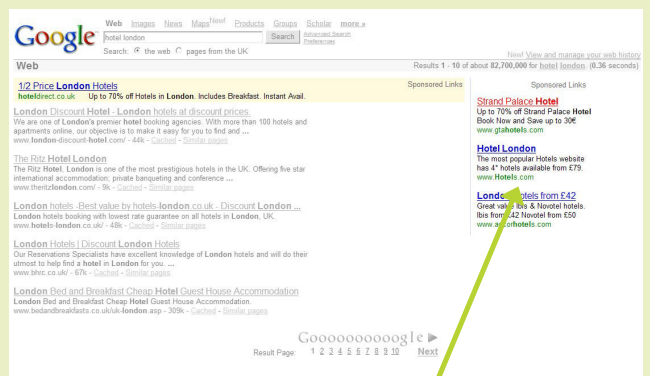 Google
Web Images News Maps New! Products Groups Scholar more »
hotel london Search Advanced Search
Preferences
Search: the web pages from the UK
New! View and manage your web history
Web Results 1 - 10 of about 82,700,000 for hotel london. (0.36 seconds)
1/2 Price London Hotels Sponsored Links
hoteldirect.co.uk Up to 70% off Hotels in London. Includes Breakfast. Instant Avail.
London Discount Hotel - London hotels at discount prices.
We are one of London's premier hotel booking agencies. With more than 100 hotels and
apartments online, our objective is to make it easy for you to find and ...
www.london-discount-hotel.com/ - 44k - Cached - Similar pages
The Ritz Hotel London
The Ritz Hotel, London is one of the most prestigious hotels in the UK. Offering five star
international accommodation; private banqueting and conference ...
www.theritzlondon.com/ - 9k - Cached - Similar pages
London hotels -Best value by hotels-london.co.uk - Discount London ...
London hotels booking with lowest rate guarantee on all hotels in London, UK.
www.hotels-london.co.uk/ - 48k - Cached - Similar pages
London Hotels | Discount London Hotels
Our Reservations Specialists have excellent knowledge of London hotels and will do their
utmost to help find a hotel in London for you. ...
www.bhrc.co.uk/ - 67k - Cached - Similar pages
London Bed and Breakfast Cheap Hotel Guest House Accommodation
London Bed and Breakfast Cheap Hotel Guest House Accommodation.
www.bedandbreakfasts.co.uk/uk-london.asp - 309k - Cached - Similar pages
Sponsored Links
Strand Palace Hotel
Up to 70% off Strand Palace Hotel
Book Now and Save up to 30€
www.gtahotels.com
Hotel London
The most popular Hotels website
has 4* hotels available from £79.
www.Hotels.com
London Hotels from £42
Great value Ibis & Novotel hotels.
Ibis from £42 Novotel from £50
www.accorhotels.com
Goooooooooogle
Result Page: 1 2 3 4 5 6 7 8 9 10 Next